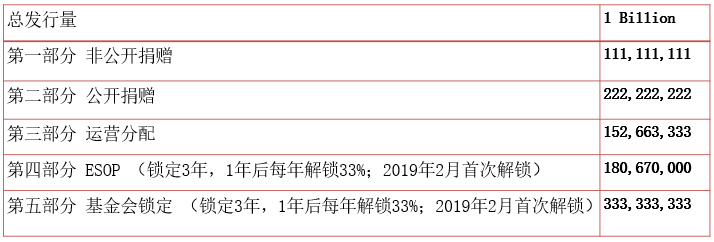 总发行量 1 Billion
第一部分 非公开捐赠 111,111,111
第二部分 公开捐赠 222,222,222
第三部分 运营分配 152,663,333
第四部分 ESOP （锁定3年，1年后每年解锁33%；2019年2月首次解锁） 180,670,000
第五部分 基金会锁定 （锁定3年，1年后每年解锁33%；2019年2月首次解锁） 333,333,333